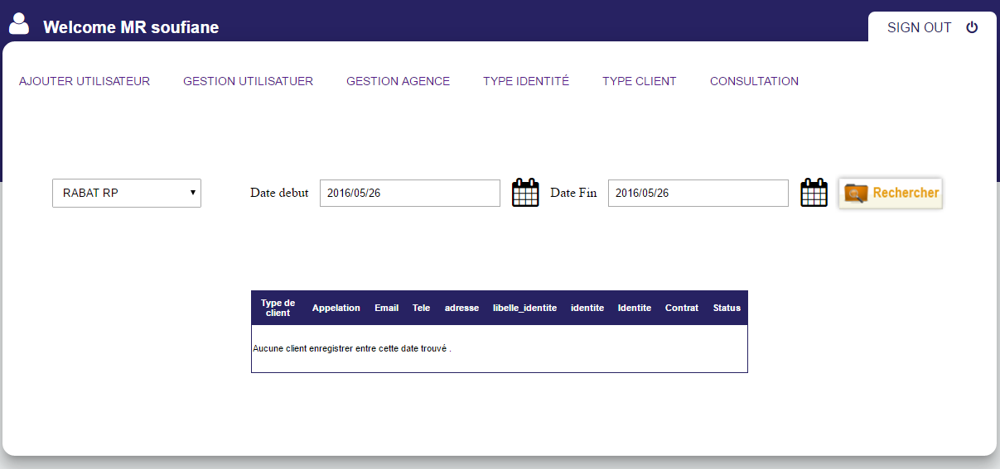 Welcome MR soufiane
SIGN OUT
AJOUTER UTILISATEUR GESTION UTILISATUER GESTION AGENCE TYPE IDENTITÉ TYPE CLIENT CONSULTATION
RABAT RP Date debut 2016/05/26 Date Fin 2016/05/26 Rechercher
Type de client Appelation Email Tele adresse libelle_identite identite Identite Contrat Status
Aucune client enregistrer entre cette date trouvé .